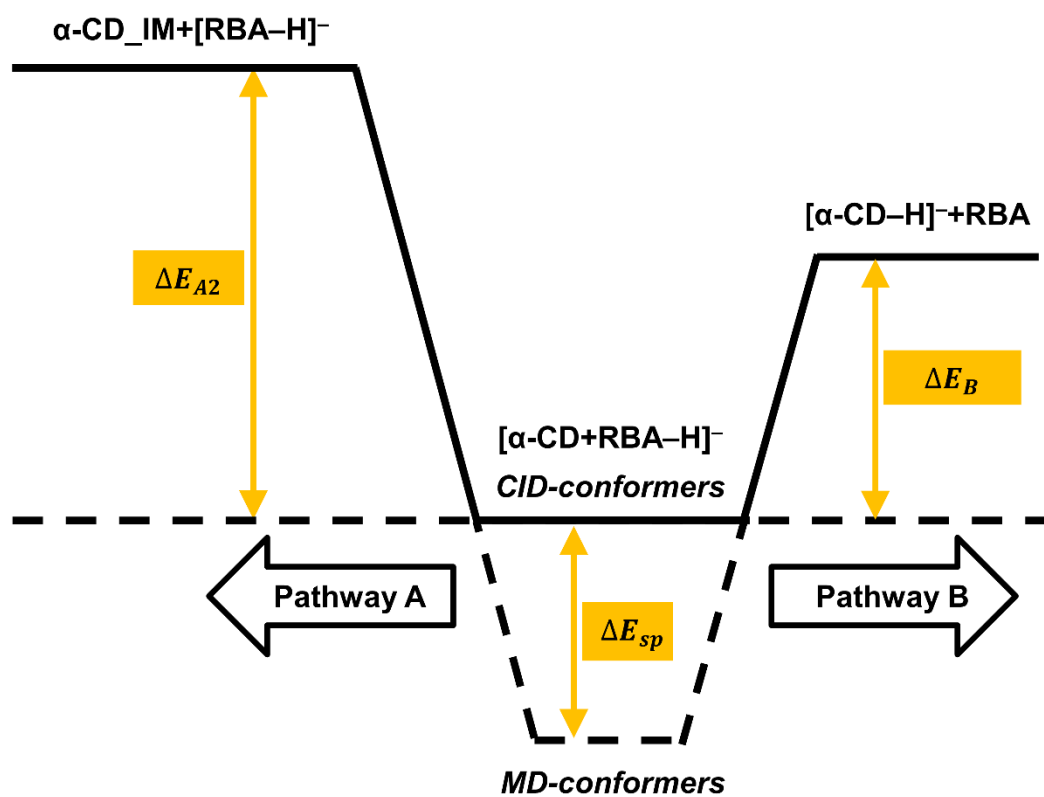 α-CD_IM+[RBA–H]⁻
[α-CD–H]⁻+RBA
ΔE_A2
ΔE_B
[α-CD+RBA–H]⁻
CID-conformers
Pathway A
Pathway B
ΔE_sp
MD-conformers